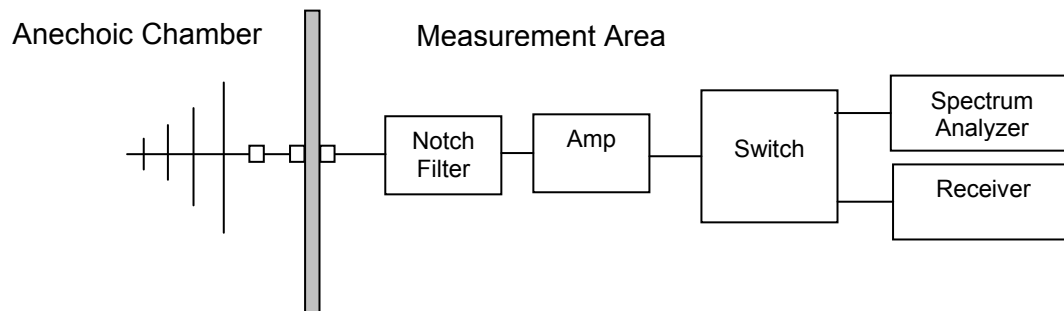 Anechoic Chamber
Measurement Area
Notch
Filter
Amp
Switch
Spectrum
Analyzer
Receiver